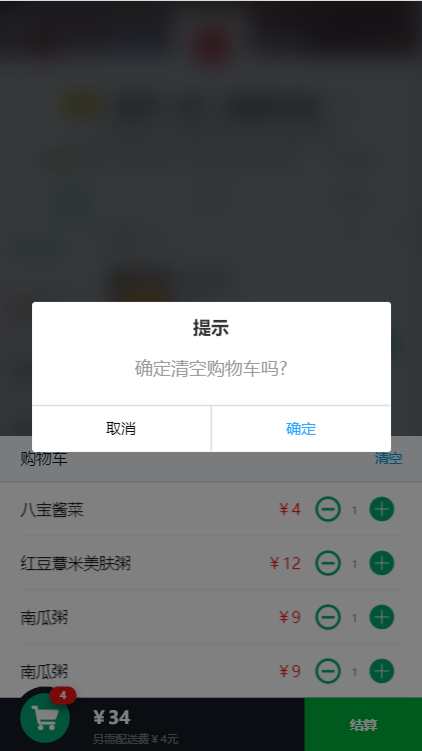 提示
确定清空购物车吗?
取消 确定
购物车 清空
八宝酱菜 ¥4 1
红豆薏米美肤粥 ¥12 1
南瓜粥 ¥9 1
南瓜粥 ¥9 1
4
¥34
另需配送费¥4元
结算